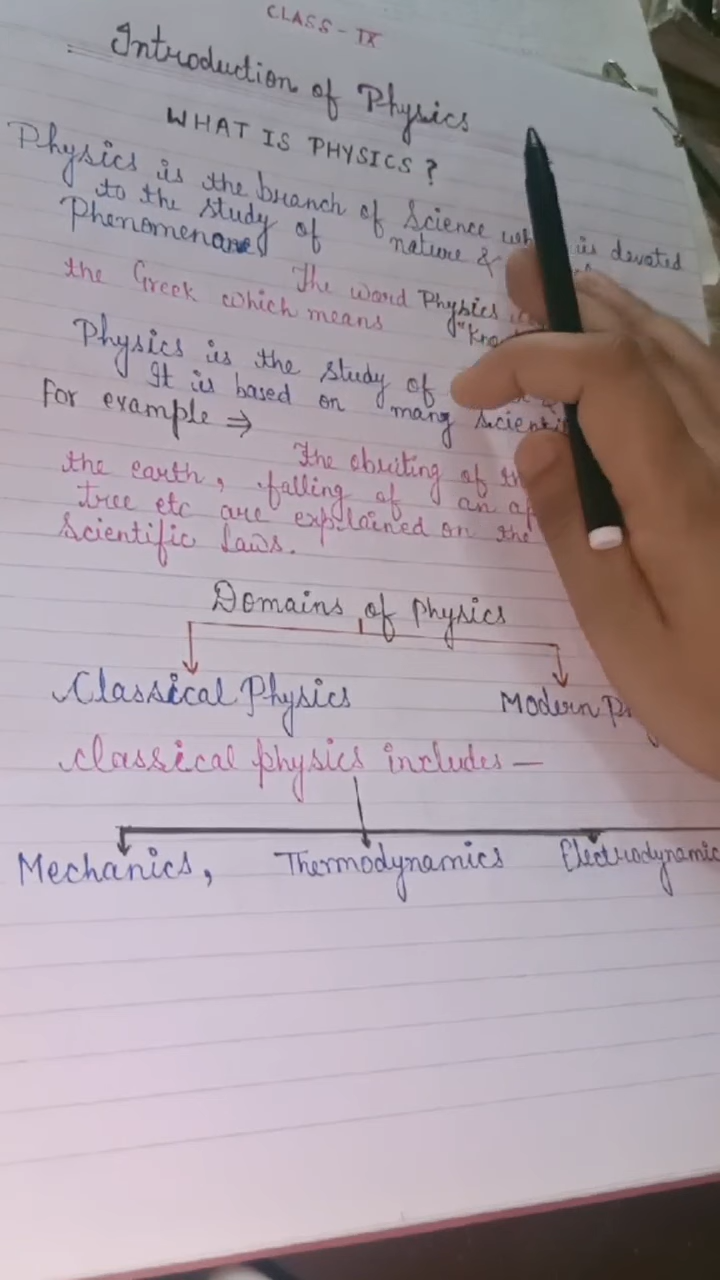 CLASS - IX
Introduction of Physics
WHAT IS PHYSICS ?
Physics is the branch of Science is devoted
to the study of nature &
Phenomenon
The word Physics
the Greek which means
Physics is the study of
It is based on many
For example ⇒
The obriting of
the earth, falling of an
tree etc are explained on the
Scientific laws.
Domains of physics
Classical Physics Modern
Classical physics includes —
Mechanics, Thermodynamics Electrodynamic